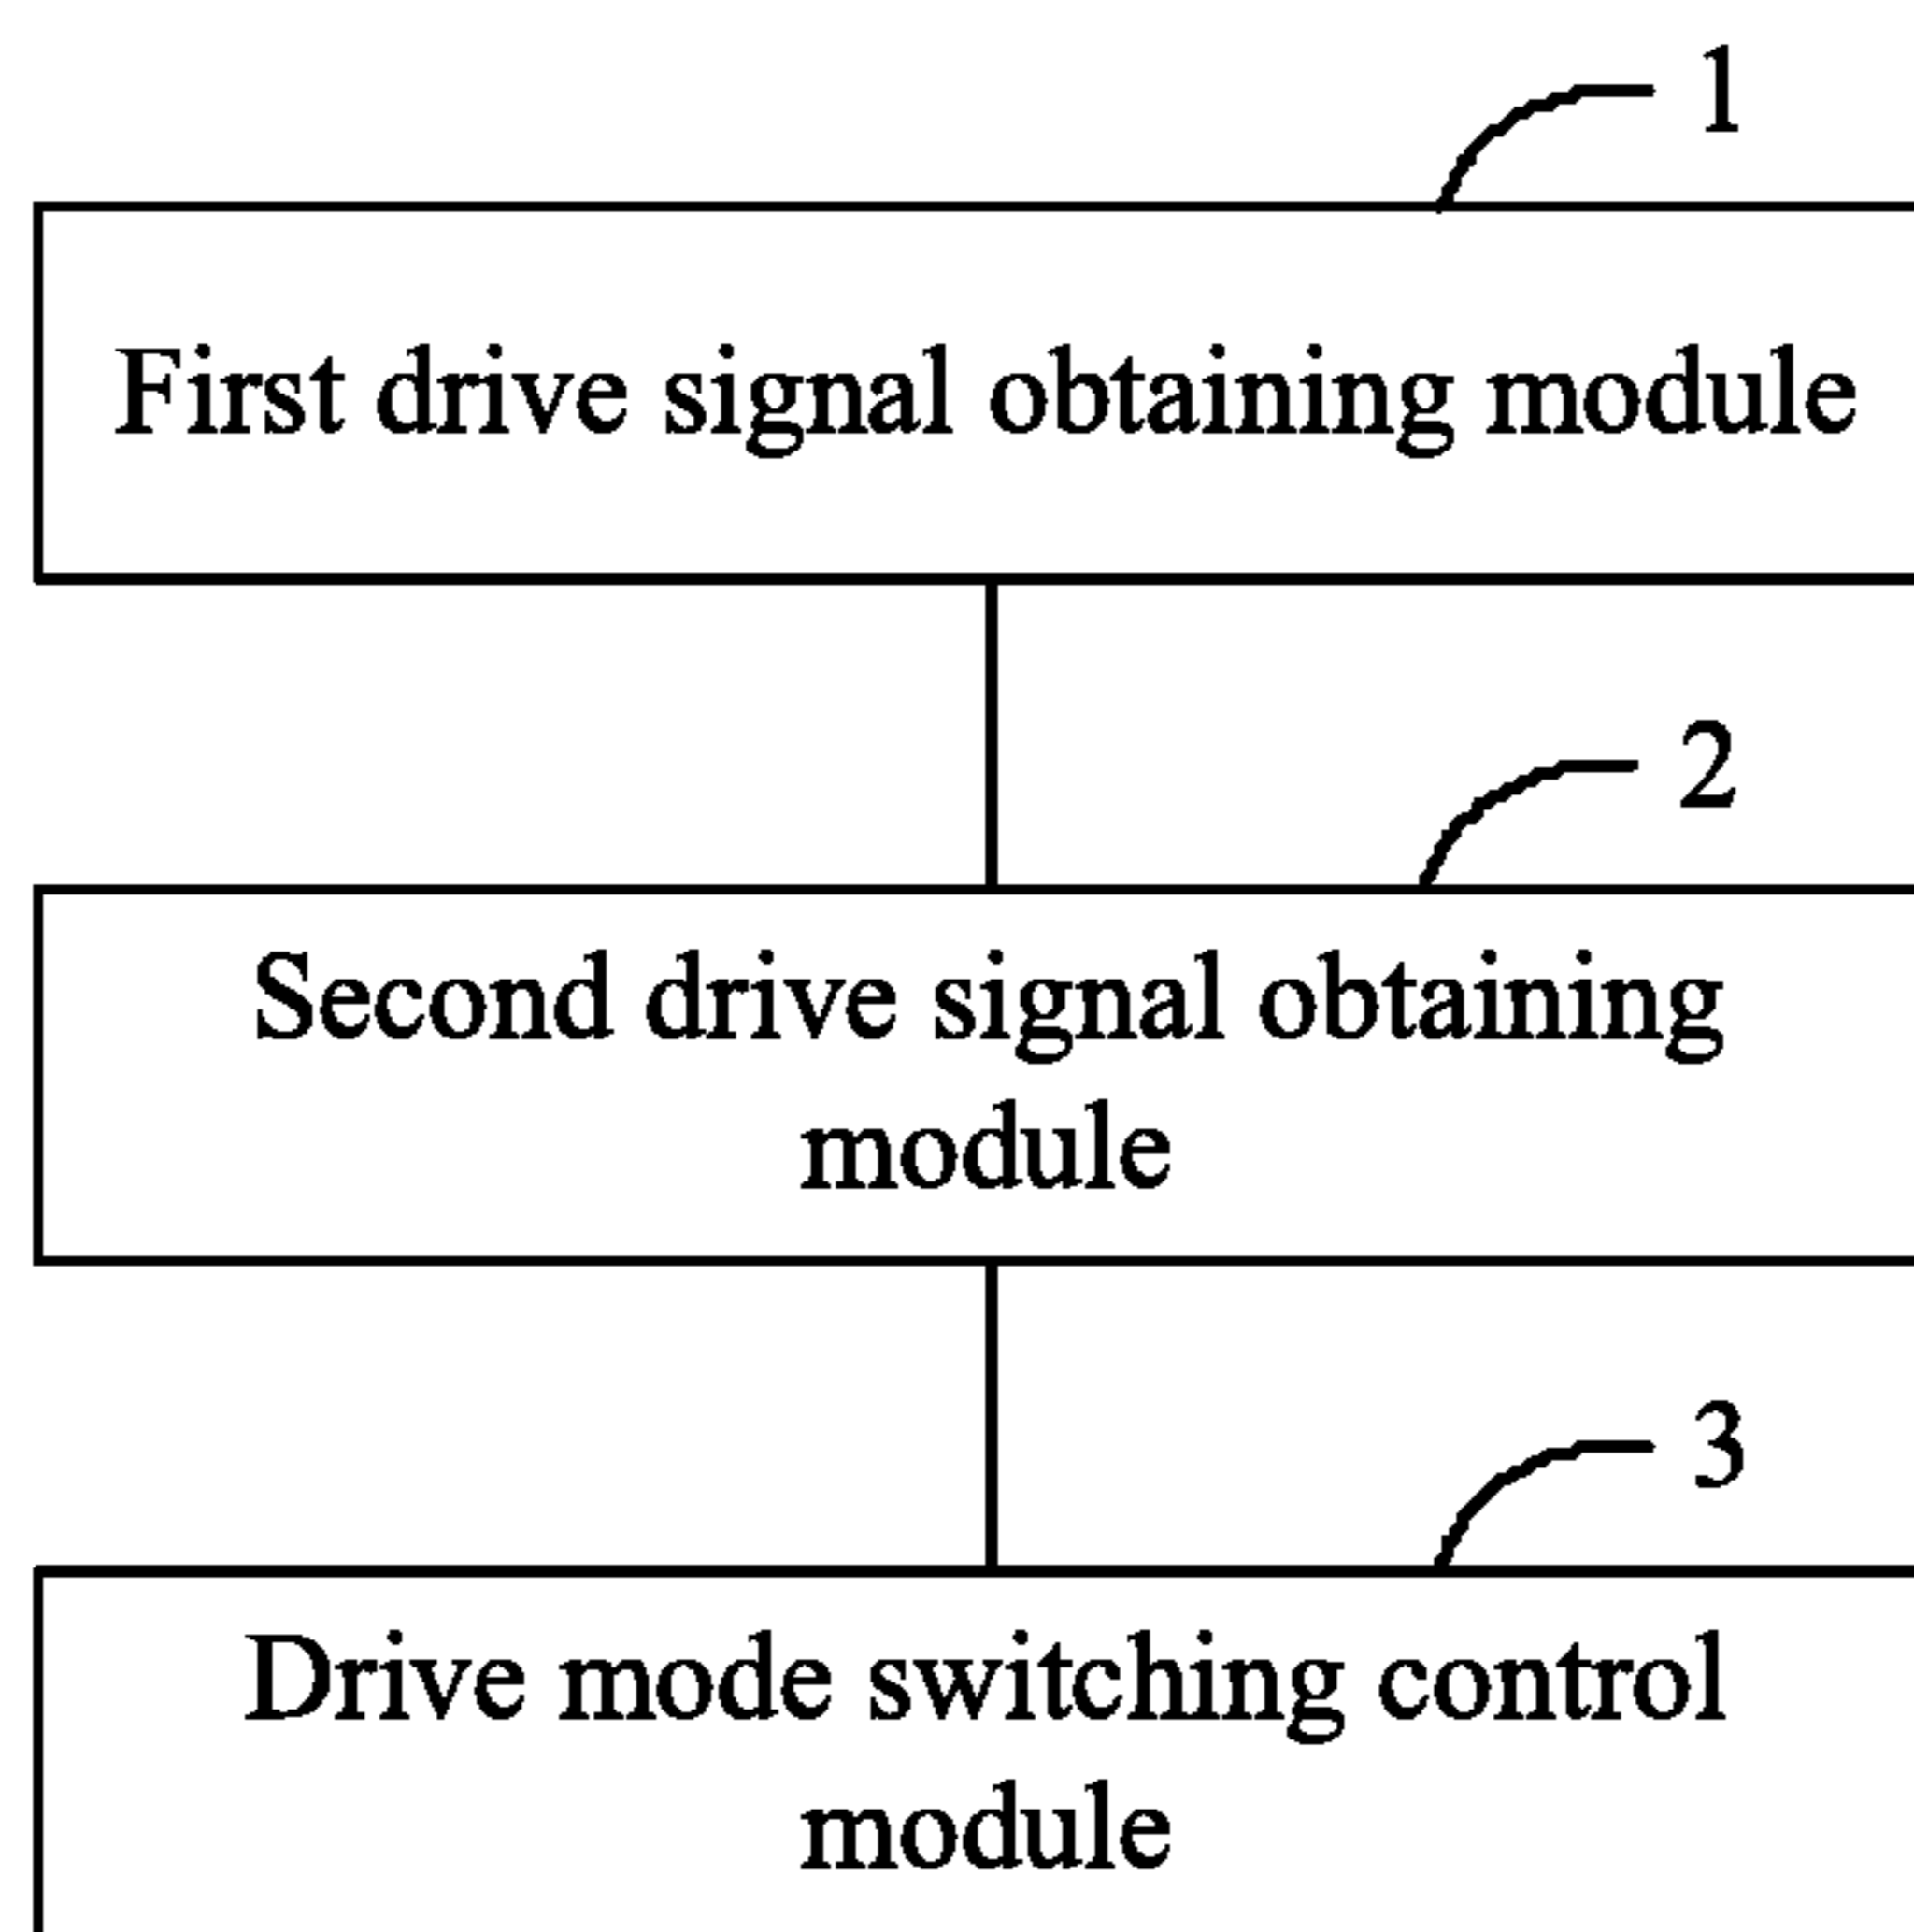 1
First drive signal obtaining module
2
Second drive signal obtaining
module
3
Drive mode switching control
module